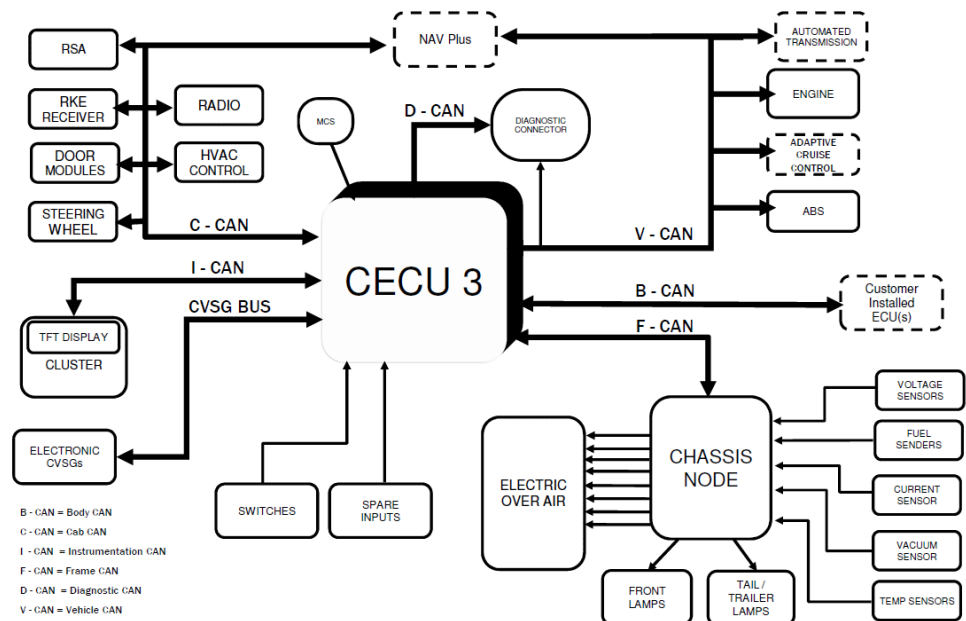 RSA
NAV Plus
AUTOMATED
TRANSMISSION
RKE
RECEIVER
RADIO
MCS
D - CAN
DIAGNOSTIC
CONNECTOR
ENGINE
DOOR
MODULES
HVAC
CONTROL
ADAPTIVE
CRUISE
CONTROL
STEERING
WHEEL
C - CAN
V - CAN
ABS
I - CAN
CECU 3
B - CAN
Customer
Installed
ECU(s)
CVSG BUS
F - CAN
TFT DISPLAY
CLUSTER
ELECTRONIC
CVSGs
SWITCHES
SPARE
INPUTS
ELECTRIC
OVER AIR
CHASSIS
NODE
VOLTAGE
SENSORS
FUEL
SENDERS
CURRENT
SENSOR
VACUUM
SENSOR
TEMP SENSORS
FRONT
LAMPS
TAIL /
TRAILER
LAMPS
B - CAN = Body CAN
C - CAN = Cab CAN
I - CAN = Instrumentation CAN
F - CAN = Frame CAN
D - CAN = Diagnostic CAN
V - CAN = Vehicle CAN